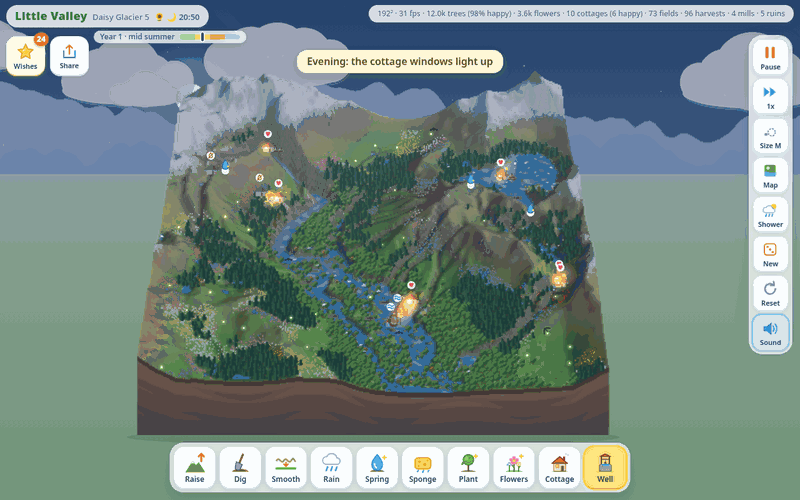 Little Valley Daisy Glacier 5 20:50
192² · 31 fps · 12.0k trees (98% happy) · 3.6k flowers · 10 cottages (6 happy) · 73 fields · 96 harvests · 4 mills · 5 ruins
Year 1 · mid summer
24
Wishes
Share
Evening: the cottage windows light up
Pause
1x
Size M
Map
Shower
New
Reset
Sound
Raise
Dig
Smooth
Rain
Spring
Sponge
Plant
Flowers
Cottage
Well